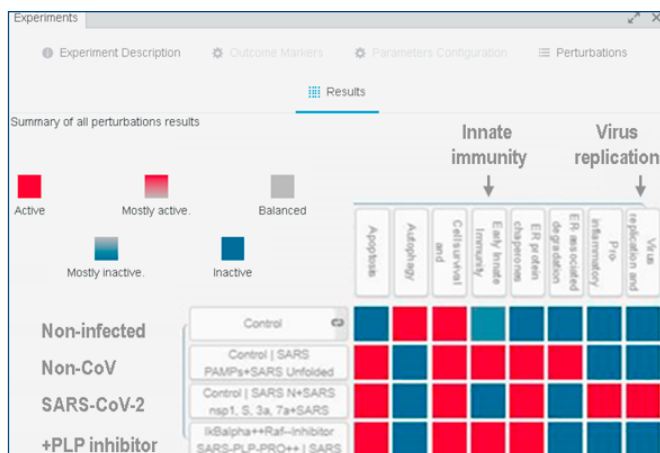 Experiments
Experiment Description
Outcome Markers
Parameters Configuration
Perturbations
Results
Summary of all perturbations results
Innate
immunity
Virus
replication
Active
Mostly active.
Balanced
Mostly inactive.
Inactive
Apoptosis
Autophagy
Cell survival
and
Early Innate
Immunity
ER protein
chaperones
ER associated
degradation
Pro-
inflammatory
Virus
replication and
Non-infected
Control
Non-CoV
Control | SARS
PAMPs+SARS Unfolded
SARS-CoV-2
Control | SARS N+SARS
nsp1, S, 3a, 7a+SARS
+PLP inhibitor
IkBalpha++Raf--Inhibitor
SARS-PLP-PRO++ | SARS